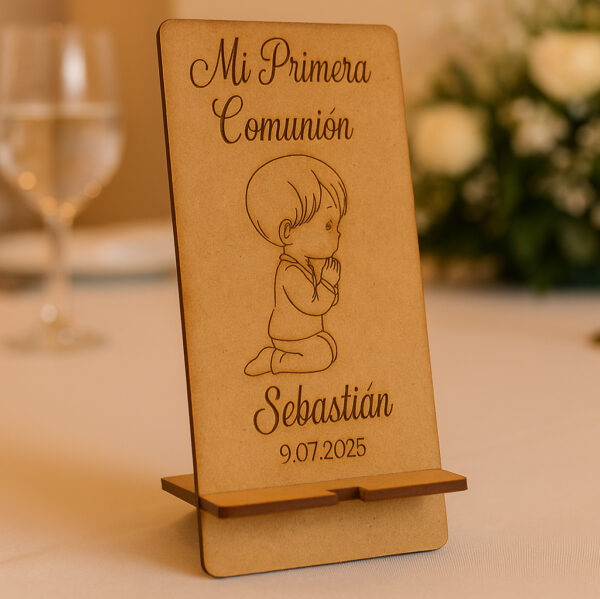 Mi Primera
Comunión
Sebastián
9.07.2025